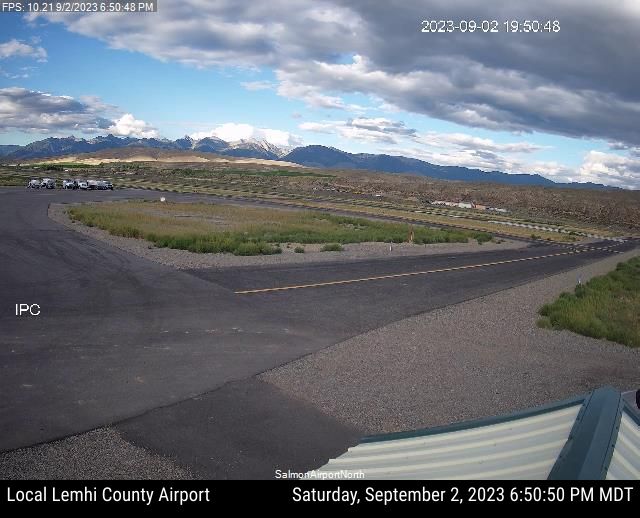 FPS: 10.21 9/2/2023 6:50:48 PM
2023-09-02 19:50:48
IPC
SalmonAirportNorth
Local Lemhi County Airport
Saturday, September 2, 2023 6:50:50 PM MDT